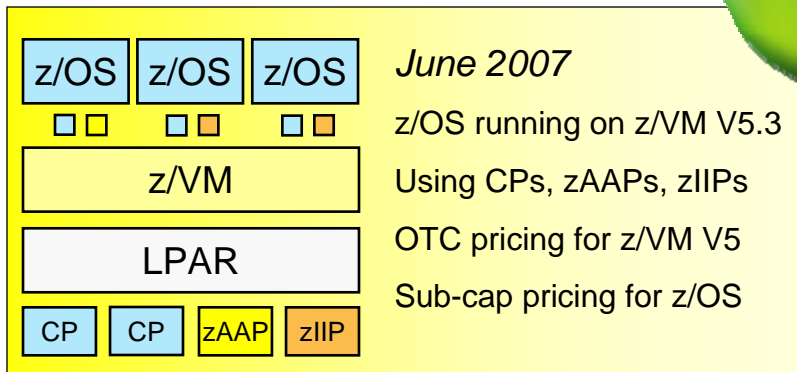 z/OS z/OS z/OS
z/VM
LPAR
CP CP zAAP zIIP
June 2007
z/OS running on z/VM V5.3
Using CPs, zAAPs, zIIPs
OTC pricing for z/VM V5
Sub-cap pricing for z/OS